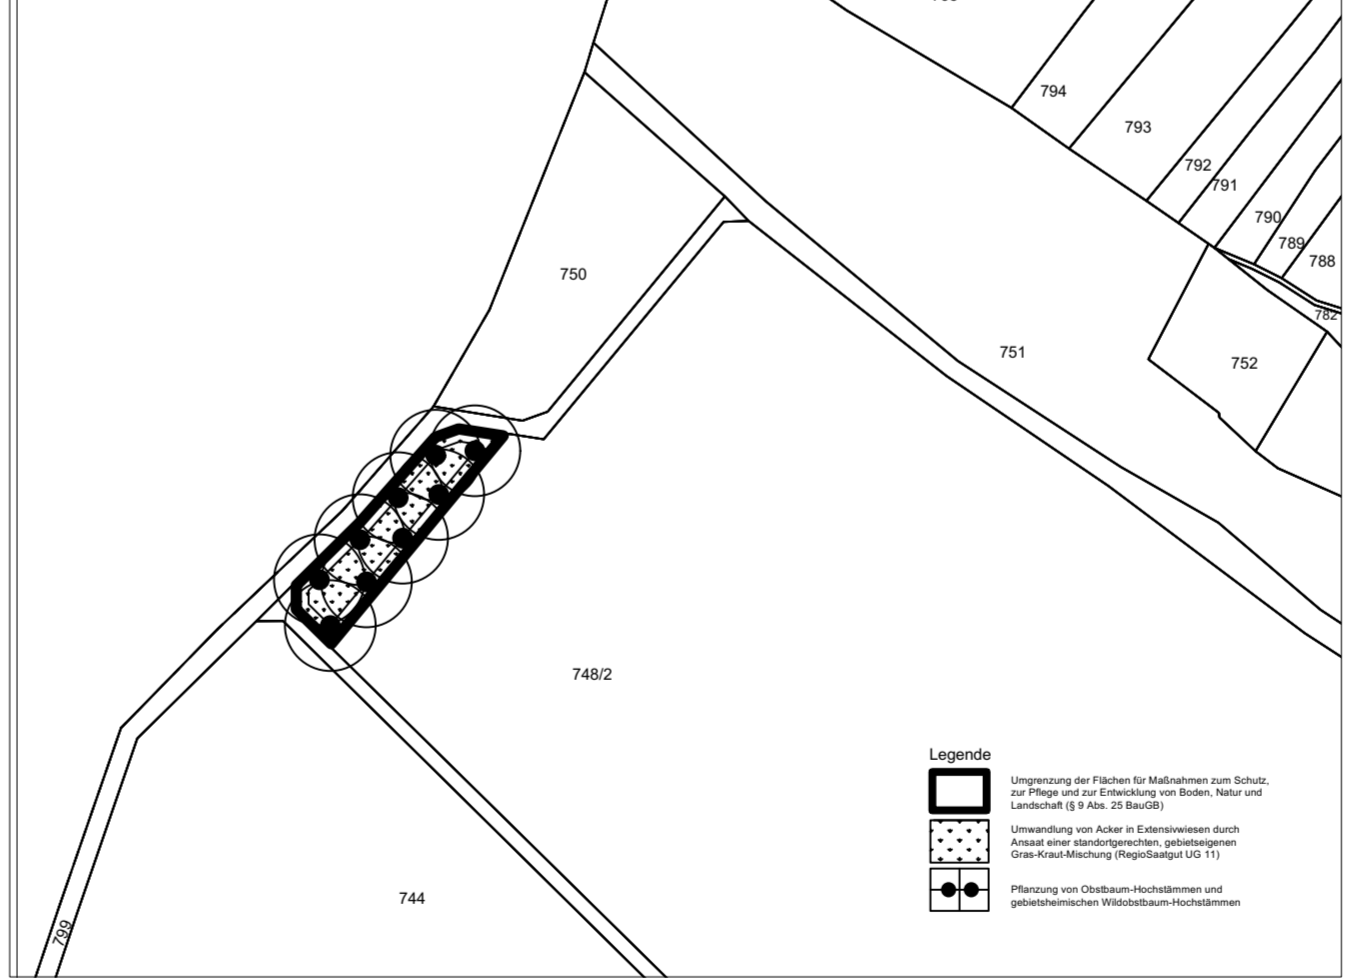 794
793
792
791
790
789
788
750
782
751
752
748/2
Legende
Umgrenzung der Flächen für Maßnahmen zum Schutz,
zur Pflege und zur Entwicklung von Boden, Natur und
Landschaft (§ 9 Abs. 25 BauGB)
Umwandlung von Acker in Extensivwiesen durch
Ansaat einer standortgerechten, gebietseigenen
Gras-Kraut-Mischung (RegioSaatgut UG 11)
Pflanzung von Obstbaum-Hochstämmen und
gebietsheimischen Wildobstbaum-Hochstämmen
744
799